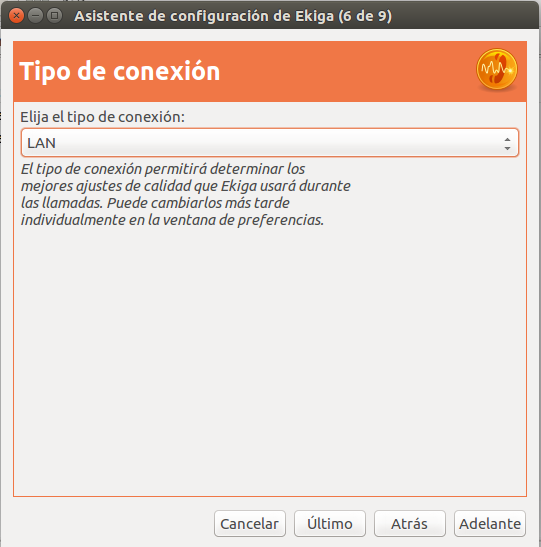 Asistente de configuración de Ekiga (6 de 9)
Tipo de conexión
Elija el tipo de conexión:
LAN
El tipo de conexión permitirá determinar los
mejores ajustes de calidad que Ekiga usará durante
las llamadas. Puede cambiarlos más tarde
individualmente en la ventana de preferencias.
Cancelar Último Atrás Adelante